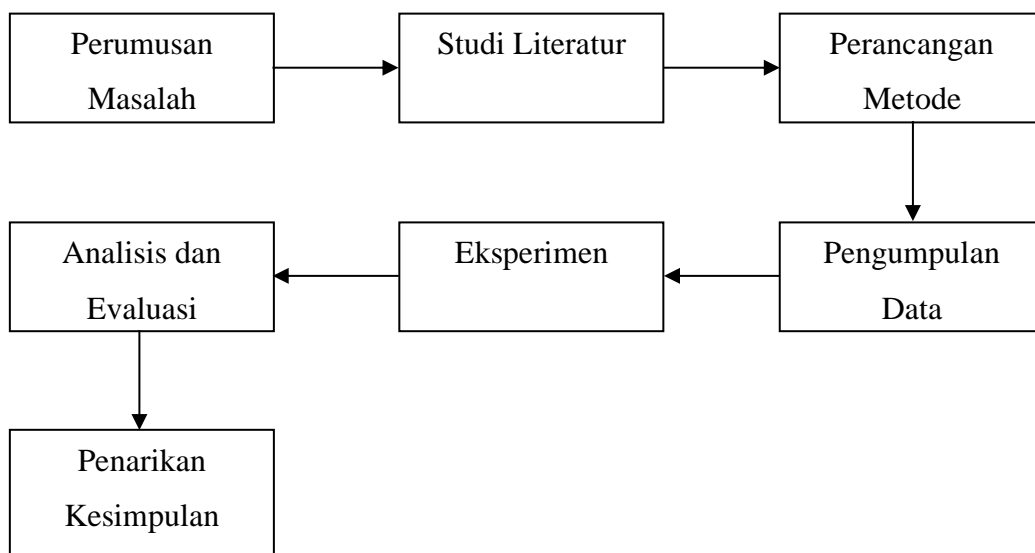 Perumusan
Masalah
Studi Literatur
Perancangan
Metode
Pengumpulan
Data
Eksperimen
Analisis dan
Evaluasi
Penarikan
Kesimpulan